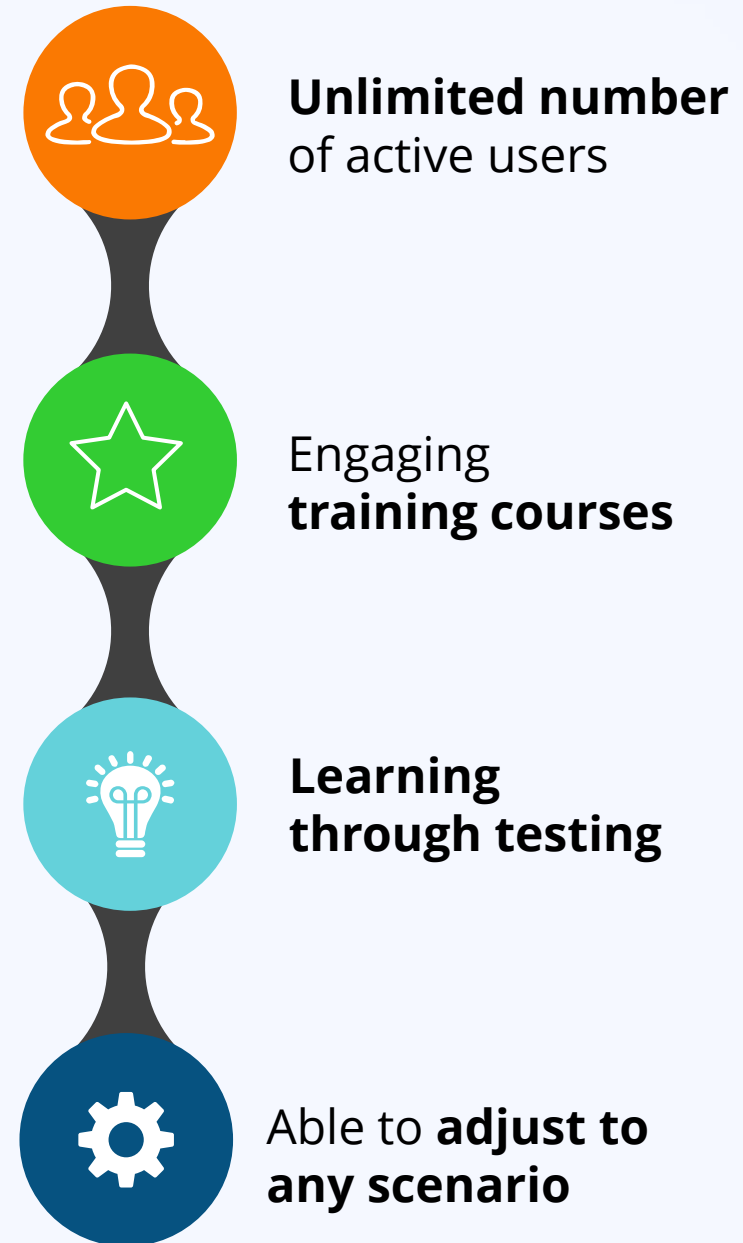 Unlimited number
of active users
Engaging
training courses
Learning
through testing
Able to adjust to
any scenario